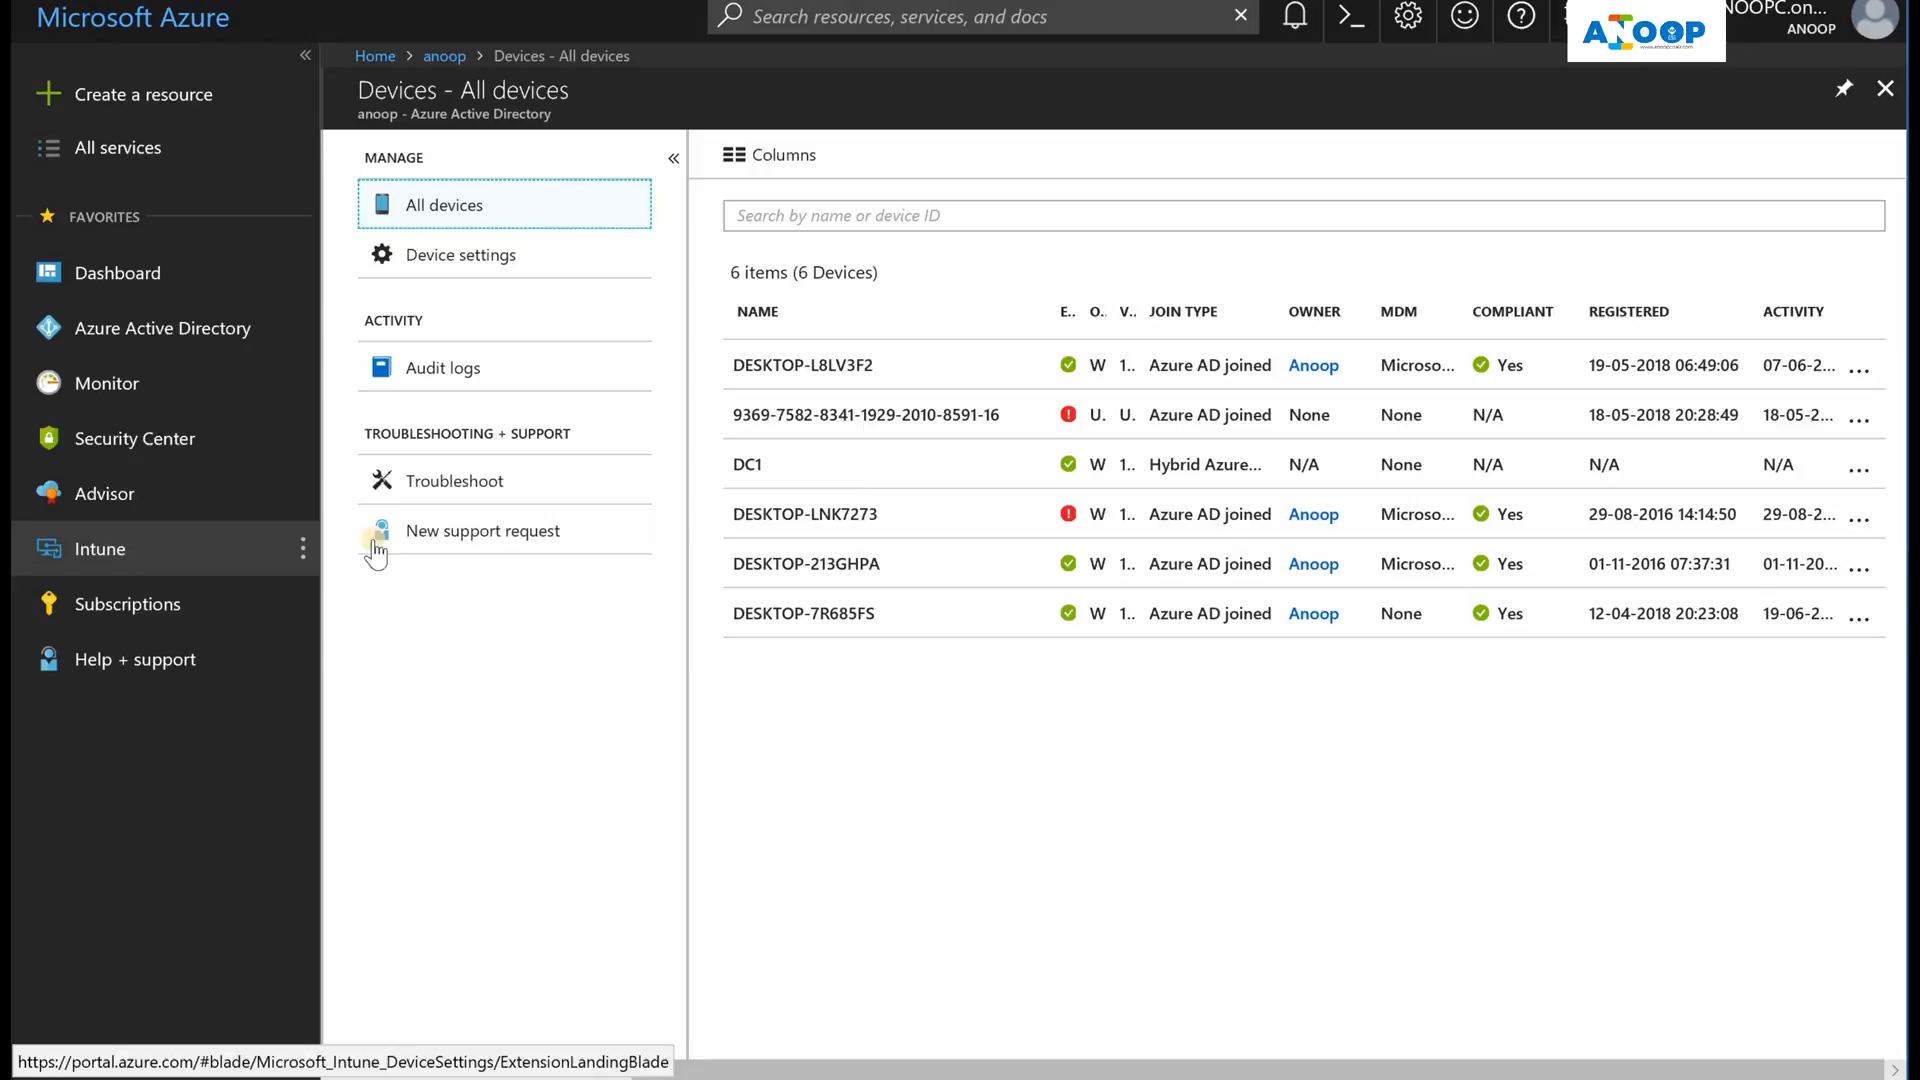 Microsoft Azure
Search resources, services, and docs
ANOOP
NOOPC.on...
ANOOP
Home > anoop > Devices - All devices
Devices - All devices
anoop - Azure Active Directory
Create a resource
All services
FAVORITES
Dashboard
Azure Active Directory
Monitor
Security Center
Advisor
Intune
Subscriptions
Help + support
MANAGE
All devices
Device settings
ACTIVITY
Audit logs
TROUBLESHOOTING + SUPPORT
Troubleshoot
New support request
Columns
Search by name or device ID
6 items (6 Devices)
NAME E.. O.. V.. JOIN TYPE OWNER MDM COMPLIANT REGISTERED ACTIVITY
DESKTOP-L8LV3F2 W 1.. Azure AD joined Anoop Microso... Yes 19-05-2018 06:49:06 07-06-2... ...
9369-7582-8341-1929-2010-8591-16 U. U. Azure AD joined None None N/A 18-05-2018 20:28:49 18-05-2... ...
DC1 W 1.. Hybrid Azure... N/A None N/A N/A N/A ...
DESKTOP-LNK7273 W 1.. Azure AD joined Anoop Microso... Yes 29-08-2016 14:14:50 29-08-2... ...
DESKTOP-213GHPA W 1.. Azure AD joined Anoop Microso... Yes 01-11-2016 07:37:31 01-11-20... ...
DESKTOP-7R685FS W 1.. Azure AD joined Anoop None Yes 12-04-2018 20:23:08 19-06-2... ...
https://portal.azure.com/#blade/Microsoft_Intune_DeviceSettings/ExtensionLandingBlade